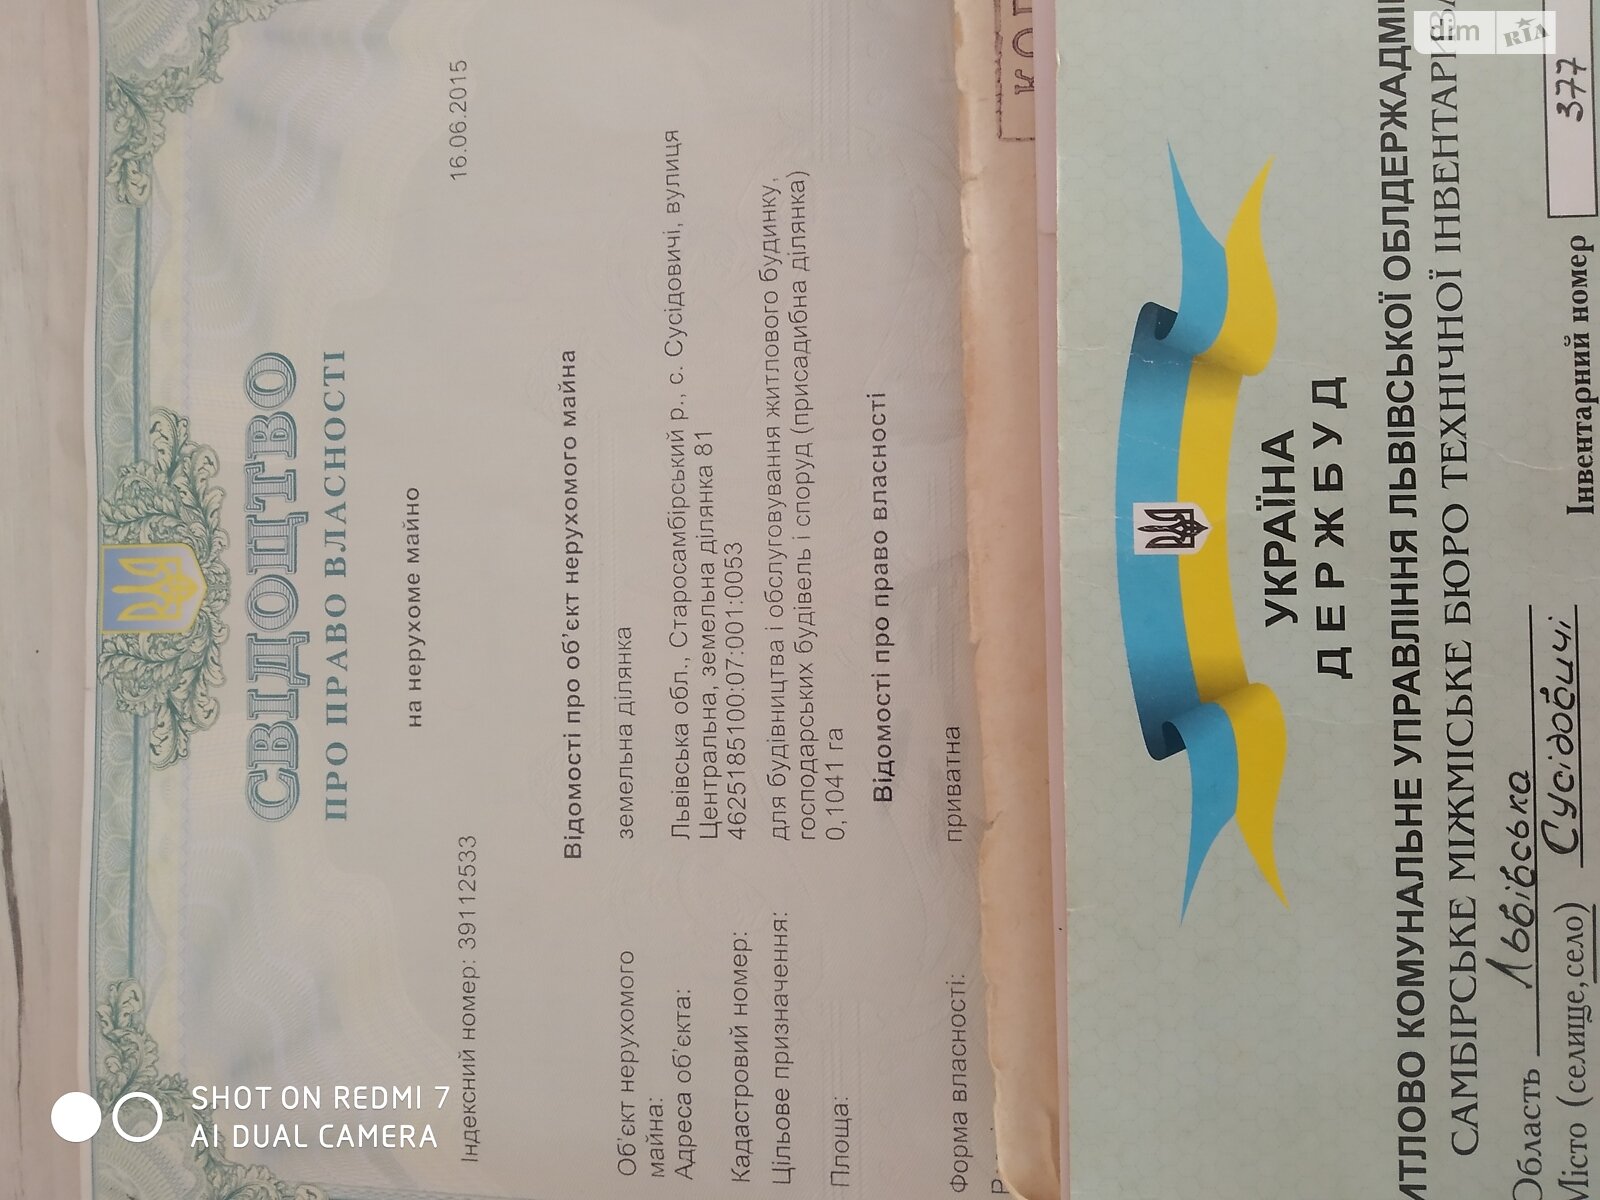 СВІДОЦТВО
ПРО ПРАВО ВЛАСНОСТІ
на нерухоме майно
Індексний номер: 39112533 16.06.2015
Відомості про об'єкт нерухомого майна
Об'єкт нерухомого земельна ділянка
майна:
Адреса об'єкта: Львівська обл., Старосамбірський р., с. Сусідовичі, вулиця
Центральна, земельна ділянка 81
Кадастровий номер: 4625185100:07:001:0053
Цільове призначення: для будівництва і обслуговування житлового будинку,
господарських будівель і споруд (присадибна ділянка)
Площа: 0,1041 га
Відомості про право власності
Форма власності: приватна
УКРАЇНА
ДЕРЖБУД
ИТЛОВО КОМУНАЛЬНЕ УПРАВЛІННЯ ЛЬВІВСЬКОЇ ОБЛДЕРЖАДМІ
САМБІРСЬКЕ МІЖМІСЬКЕ БЮРО ТЕХНІЧНОЇ ІНВЕНТАРИЗА
Область Львівська
Місто (селище, село) Сусідовичі Інвентарний номер 377
SHOT ON REDMI 7
AI DUAL CAMERA
dim RIA